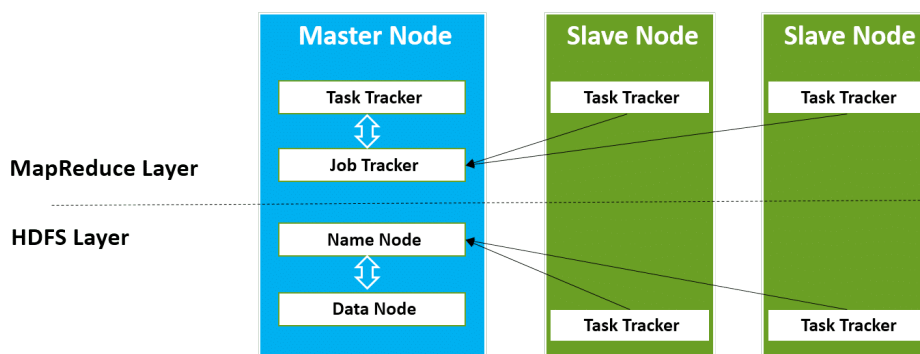 Master Node
Slave Node
Slave Node
Task Tracker
Task Tracker
Task Tracker
MapReduce Layer
Job Tracker
HDFS Layer
Name Node
Data Node
Task Tracker
Task Tracker